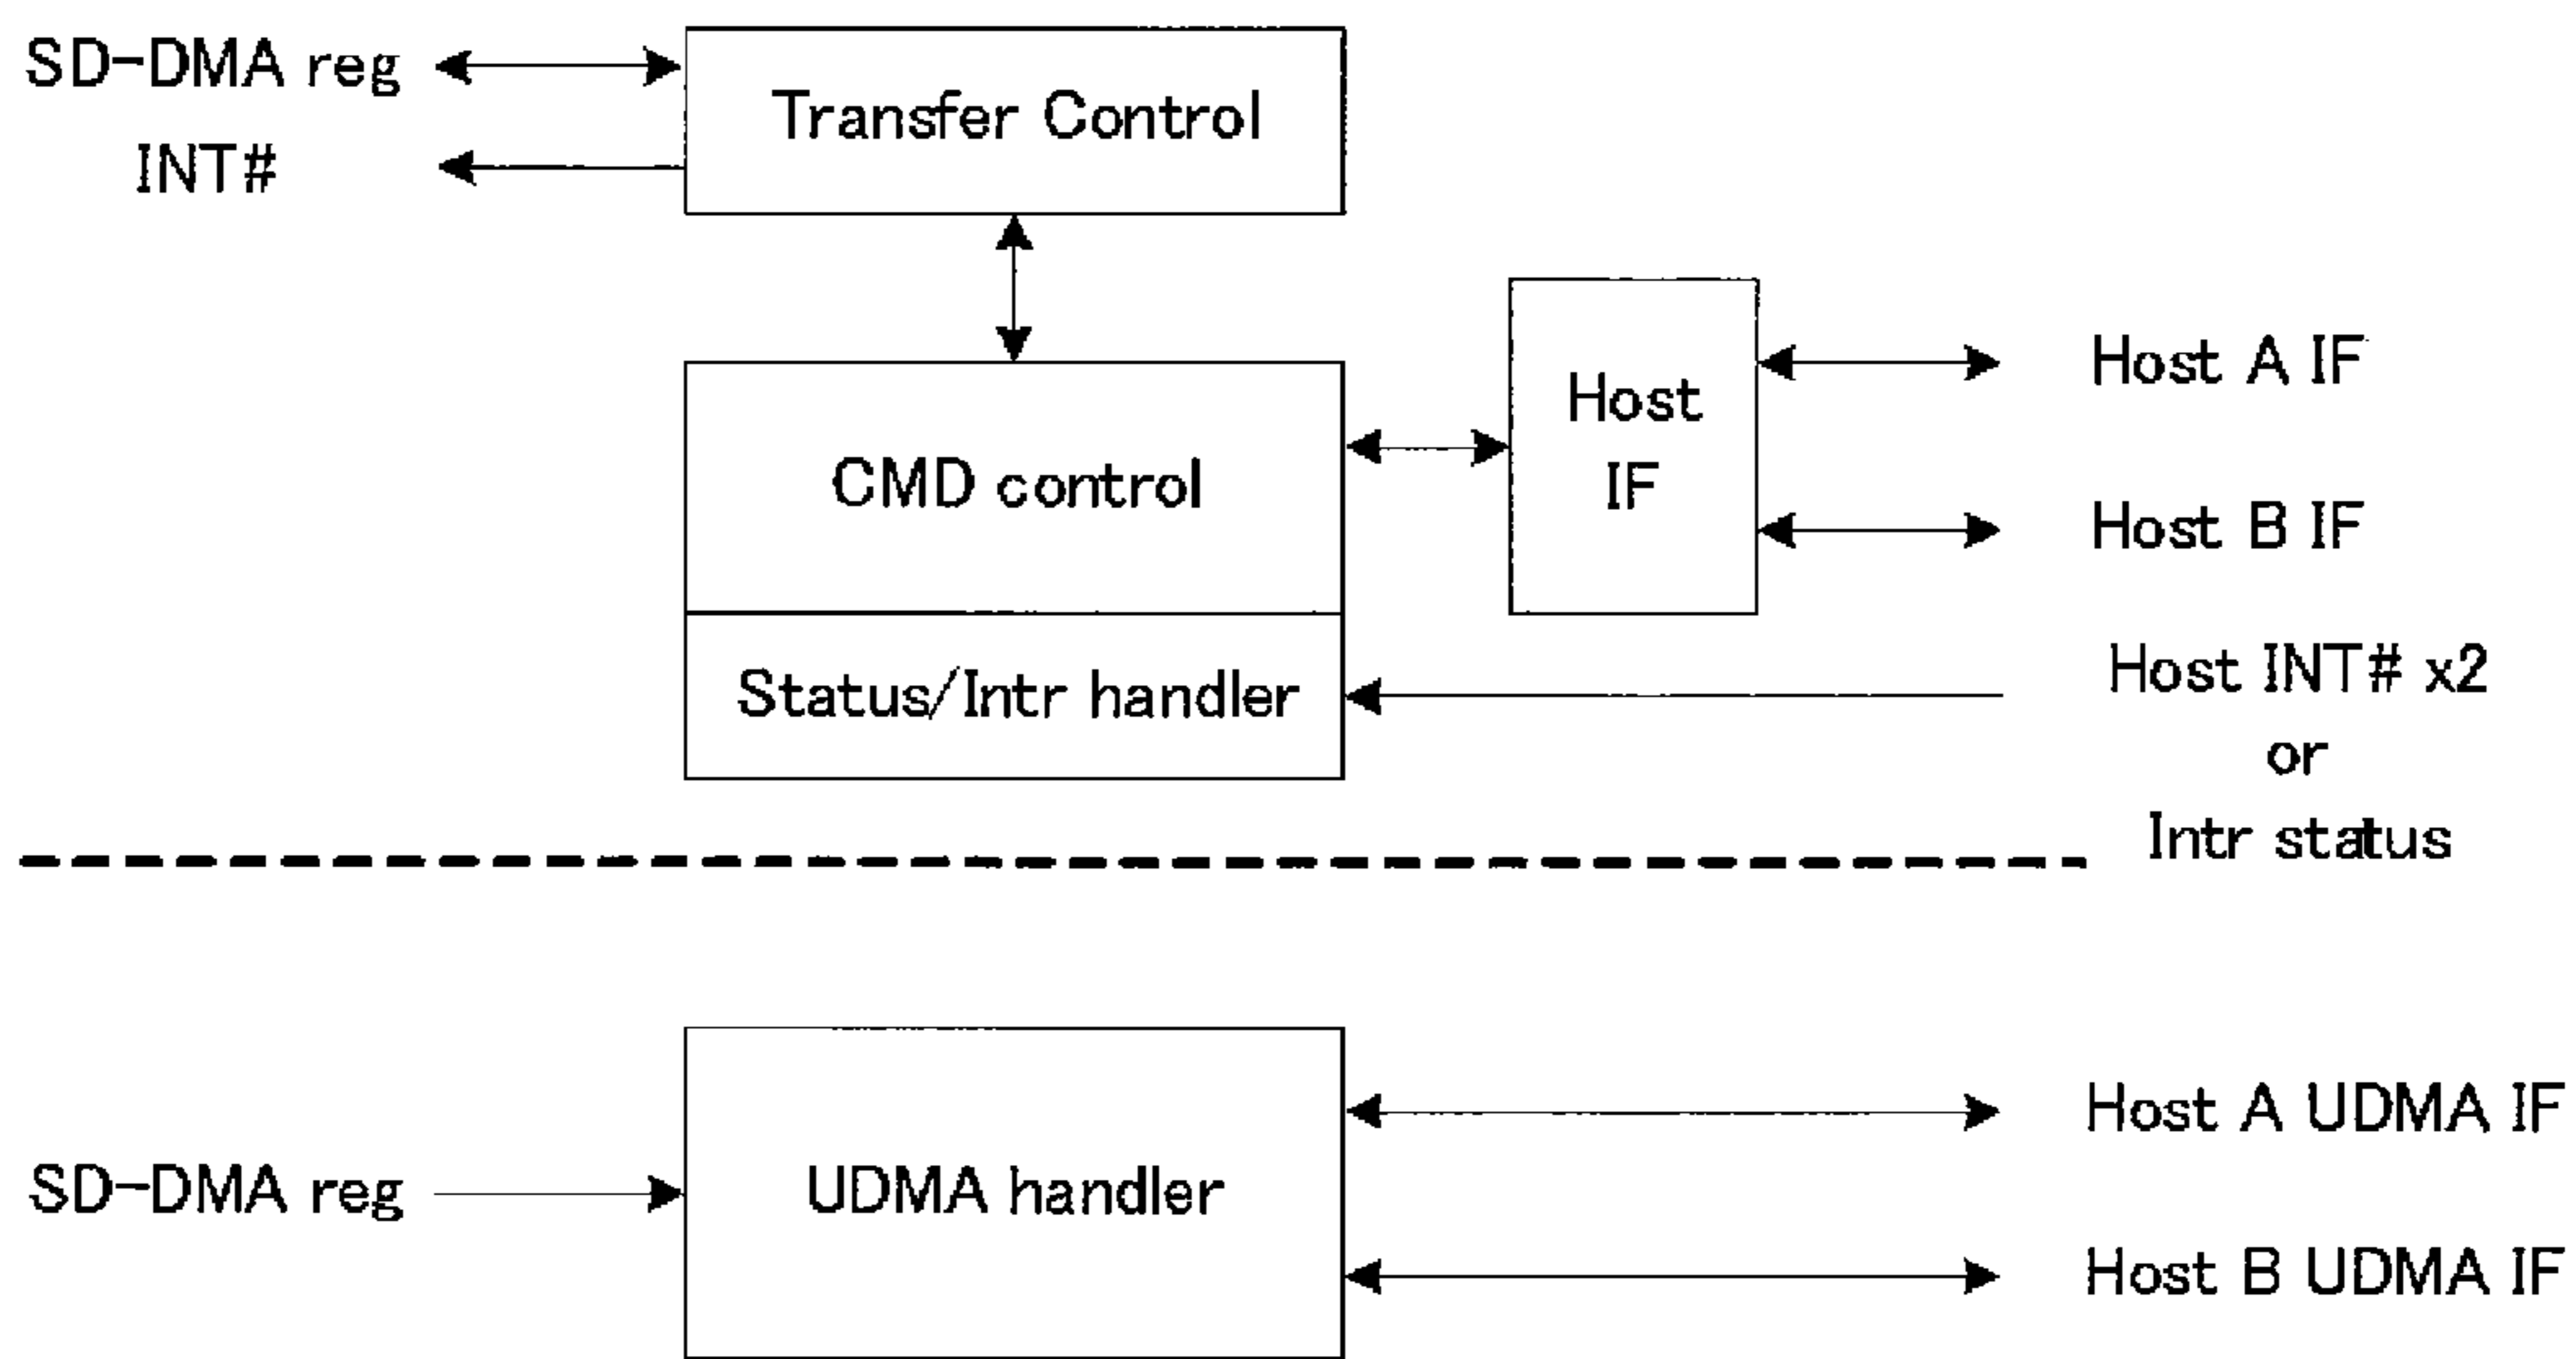 SD-DMA reg
INT#
Transfer Control
CMD control
Status/Intr handler
Host
IF
Host A IF
Host B IF
Host INT# x2
or
Intr status
SD-DMA reg
UDMA handler
Host A UDMA IF
Host B UDMA IF